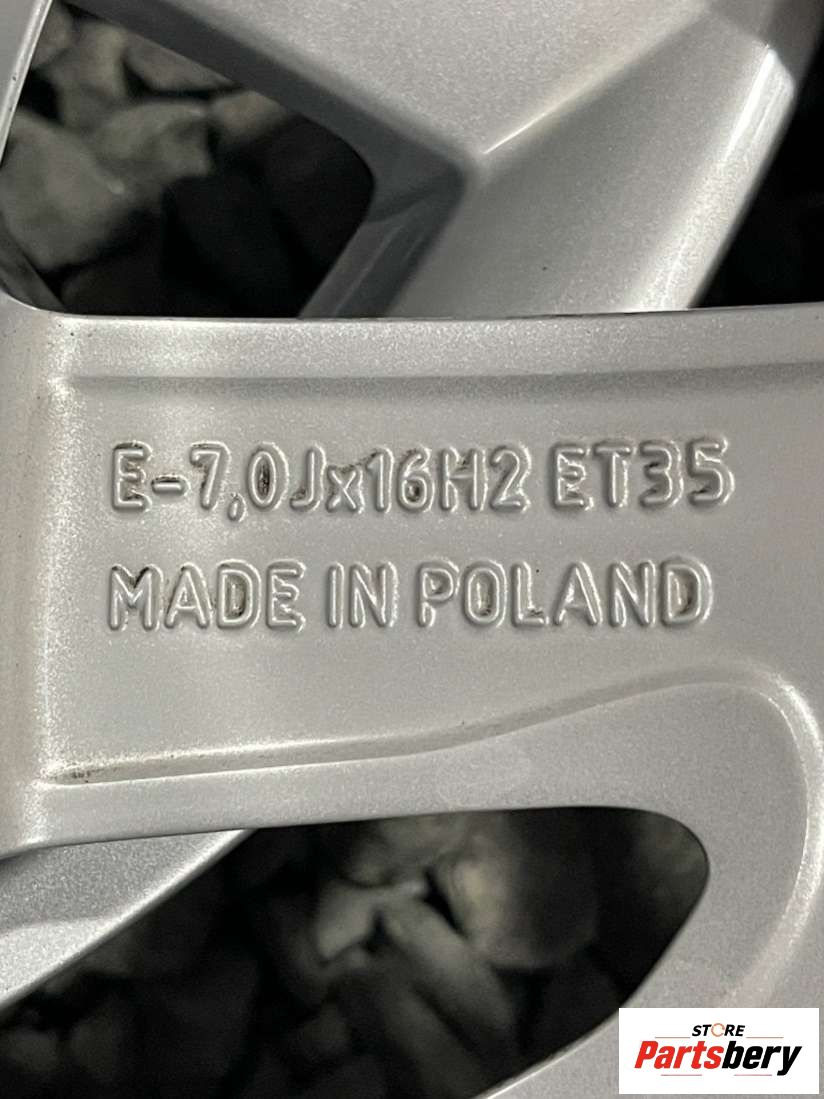 E-7,0Jx16H2 ET35
MADE IN POLAND
STORE
Partsbery